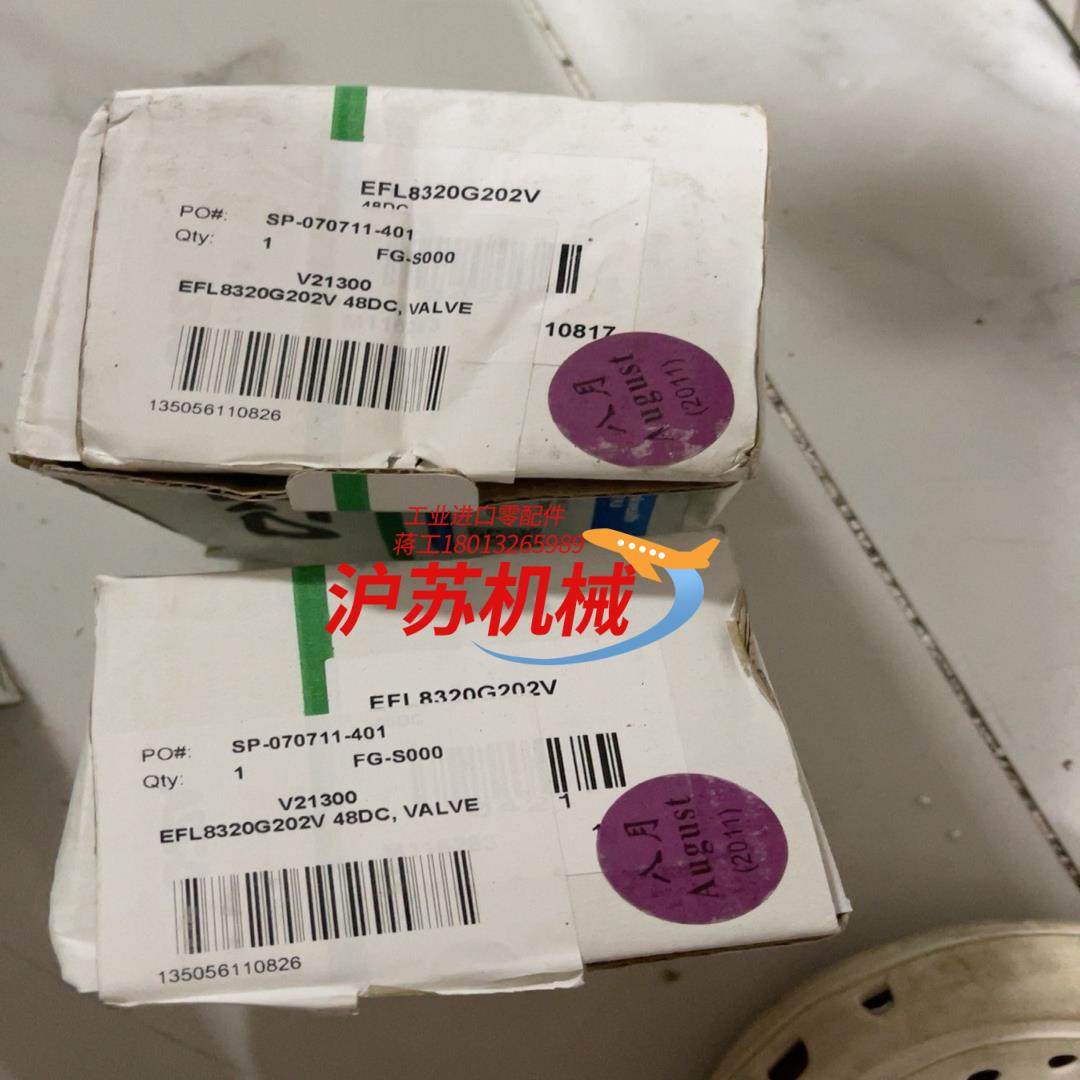 EFL8320G202V
48DC
PO#: SP-070711-401
Qty: 1 FG-S000
V21300
EFL8320G202V 48DC, VALVE
10817
135056110826
八月
August
(2011)
工业进口零配件
蒋工18013265989
沪苏机械
EFL8320G202V
PO#: SP-070711-401
Qty: 1 FG-S000
V21300
EFL8320G202V 48DC, VALVE
1
135056110826
八月
August
(2011)